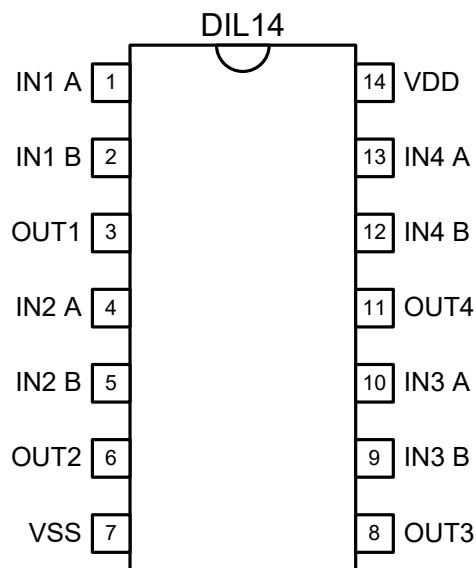 DIL14
IN1 A 1 14 VDD
IN1 B 2 13 IN4 A
OUT1 3 12 IN4 B
IN2 A 4 11 OUT4
IN2 B 5 10 IN3 A
OUT2 6 9 IN3 B
VSS 7 8 OUT3